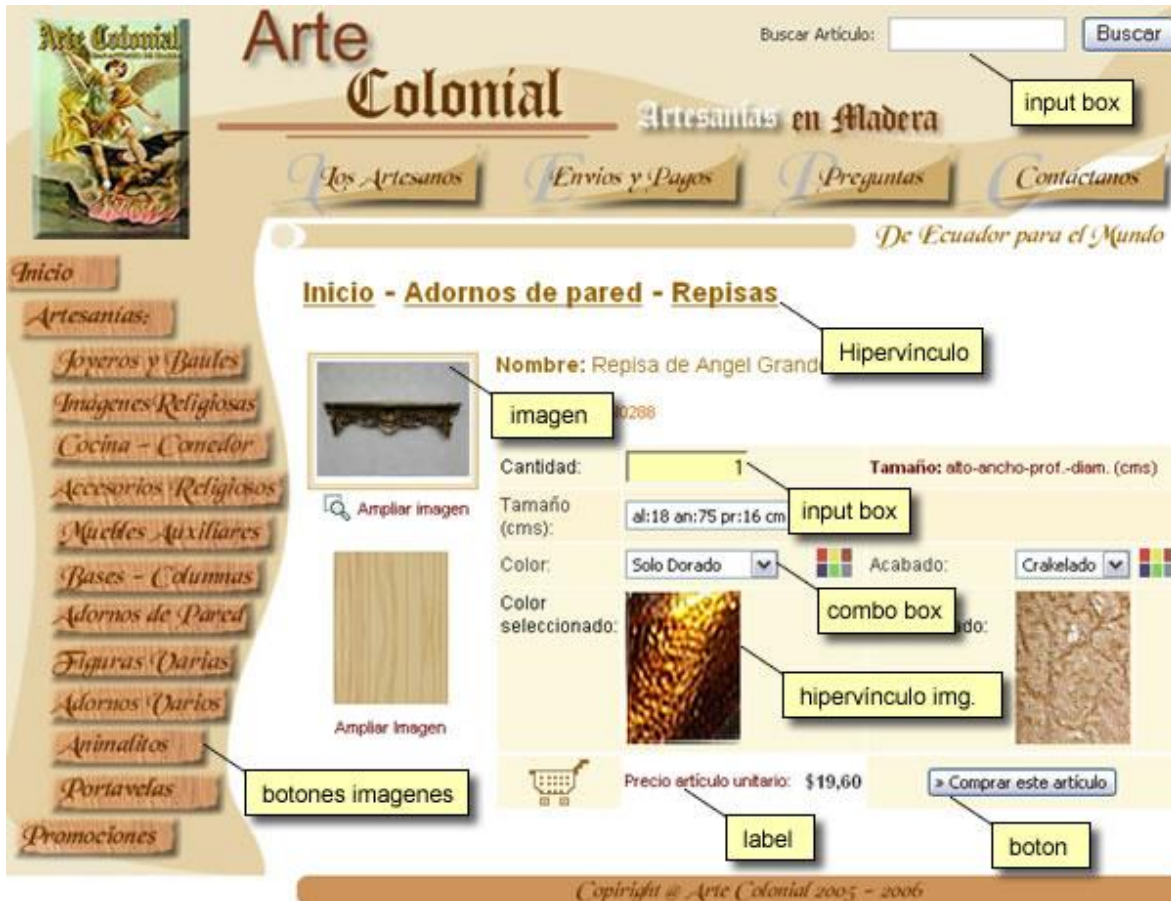 Arte Colonial
Arte
Colonial
Artesanías en Madera
Buscar Artículo:
Buscar
input box
Los Artesanos
Envios y Pagos
Preguntas
Contáctanos
De Ecuador para el Mundo
Inicio
Artesanías:
Joyeros y Baules
Imágenes Religiosas
Cocina - Comedor
Accesorios Religiosos
Muebles Auxiliares
Bases - Columnas
Adornos de Pared
Figuras Varias
Adornos Varios
Animalitos
Portavelas
Promociones
botones imagenes
Inicio - Adornos de pared - Repisas
Hipervínculo
Nombre: Repisa de Angel Grande
imagen
0288
Ampliar imagen
Cantidad:
1
Tamaño: alto-ancho-prof.-diam. (cms)
input box
Tamaño
(cms):
al:18 an:75 pr:16 cm
Color:
Solo Dorado
Acabado:
Crakelado
combo box
Color
seleccionado:
do:
hipervínculo img.
Ampliar Imagen
Precio artículo unitario: $19,60
» Comprar este artículo
label
boton
Copiright @ Arte Colonial 2005 - 2006